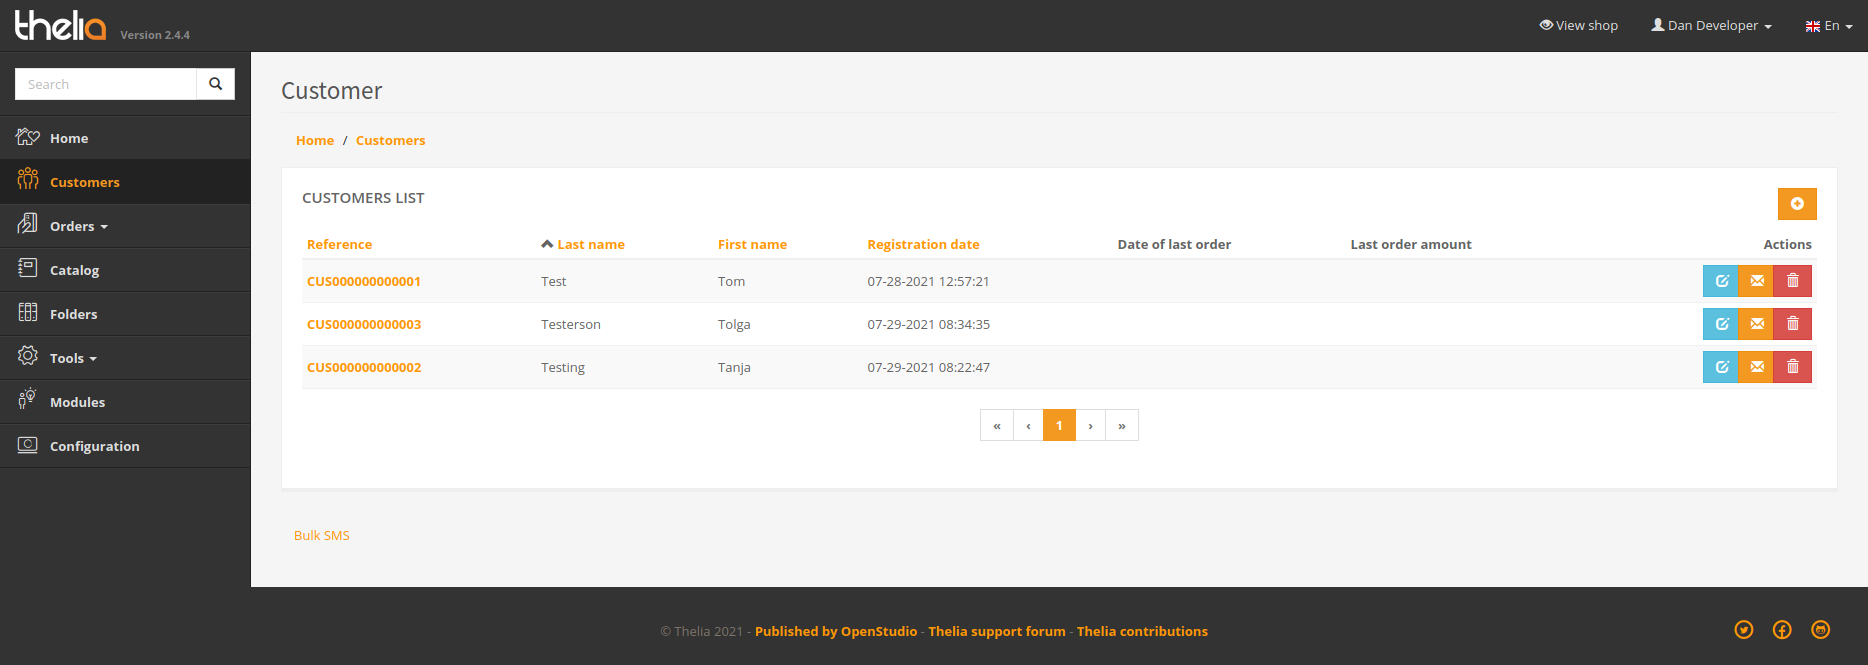 thelia Version 2.4.4
View shop Dan Developer En
Search
Home
Customers
Orders
Catalog
Folders
Tools
Modules
Configuration
Customer
Home / Customers
CUSTOMERS LIST
Reference Last name First name Registration date Date of last order Last order amount Actions
CUS000000000001 Test Tom 07-28-2021 12:57:21
CUS000000000003 Testerson Tolga 07-29-2021 08:34:35
CUS000000000002 Testing Tanja 07-29-2021 08:22:47
« ‹ 1 › »
Bulk SMS
© Thelia 2021 - Published by OpenStudio - Thelia support forum - Thelia contributions